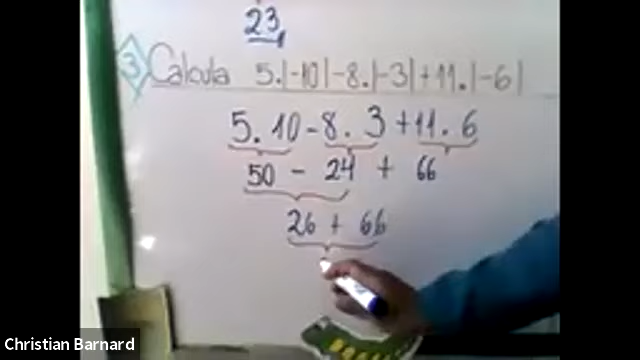 23
3 Calcula 5.|-10|-8.|-3|+11.|-6|
5. 10-8. 3+11. 6
50 - 24 + 66
26 + 66
Christian Barnard